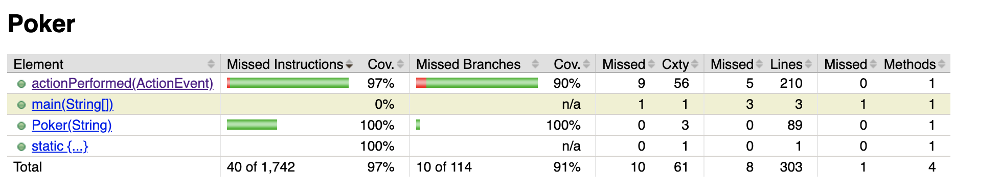 Poker
Element Missed Instructions Cov. Missed Branches Cov. Missed Cxty Missed Lines Missed Methods
actionPerformed(ActionEvent) 97% 90% 9 56 5 210 0 1
main(String[]) 0% n/a 1 1 3 3 1 1
Poker(String) 100% 100% 0 3 0 89 0 1
static {...} 100% n/a 0 1 0 1 0 1
Total 40 of 1,742 97% 10 of 114 91% 10 61 8 303 1 4